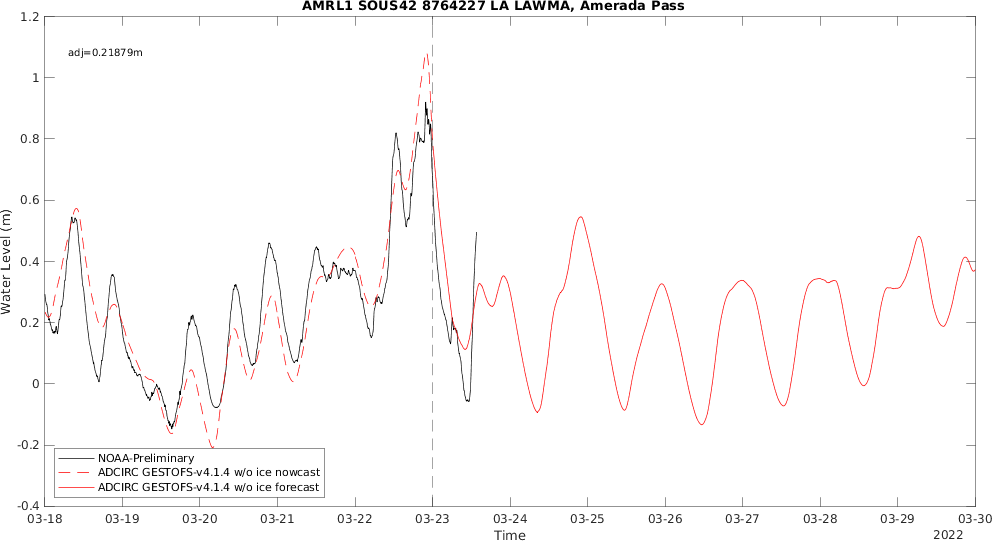 AMRL1 SOUS42 8764227 LA LAWMA, Amerada Pass
adj=0.21879m
Water Level (m)
1.2
1
0.8
0.6
0.4
0.2
0
-0.2
-0.4
NOAA-Preliminary
ADCIRC GESTOFS-v4.1.4 w/o ice nowcast
ADCIRC GESTOFS-v4.1.4 w/o ice forecast
03-18 03-19 03-20 03-21 03-22 03-23 03-24 03-25 03-26 03-27 03-28 03-29 03-30
Time
2022